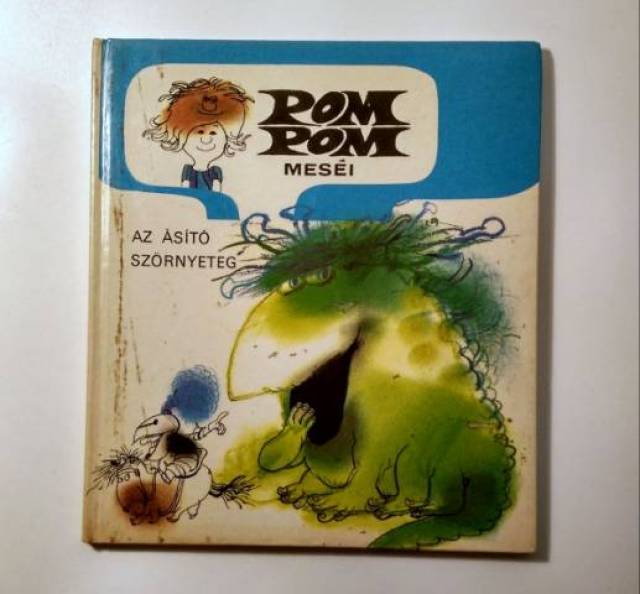 POM
POM
MESÉI
AZ ÁSÍTÓ
SZÖRNYETEG